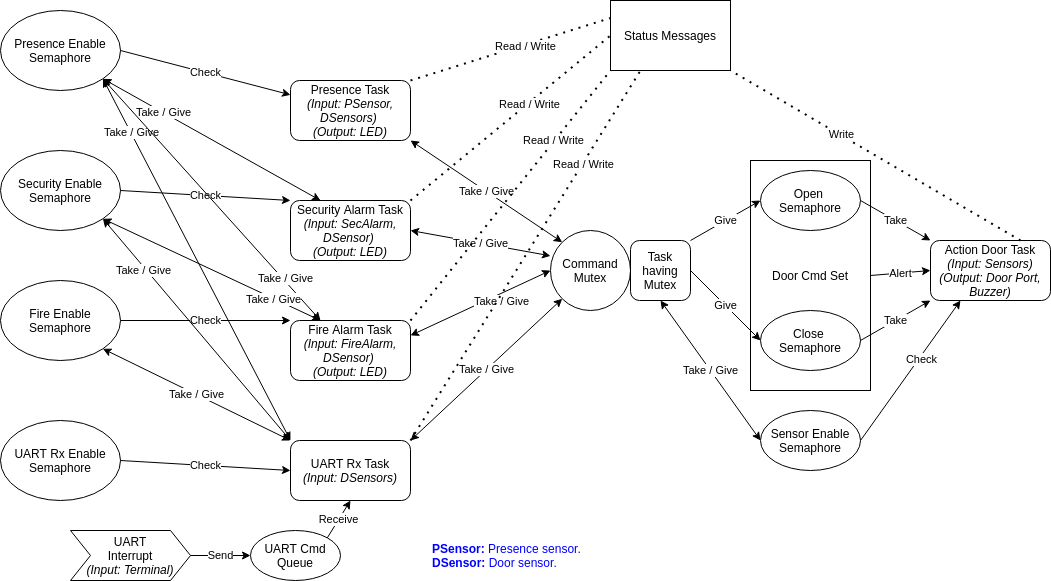 Presence Enable
Semaphore
Check
Presence Task
(Input: PSensor,
DSensors)
(Output: LED)
Read / Write
Status Messages
Read / Write
Read / Write
Read / Write
Write
Take / Give
Take / Give
Security Enable
Semaphore
Check
Security Alarm Task
(Input: SecAlarm,
DSensor)
(Output: LED)
Take / Give
Take / Give
Take / Give
Take / Give
Take / Give
Fire Enable
Semaphore
Check
Fire Alarm Task
(Input: FireAlarm,
DSensor)
(Output: LED)
Take / Give
Take / Give
Take / Give
Command
Mutex
Task
having
Mutex
Give
Give
Take / Give
Open
Semaphore
Door Cmd Set
Close
Semaphore
Sensor Enable
Semaphore
Take
Alert
Take
Check
Action Door Task
(Input: Sensors)
(Output: Door Port,
Buzzer)
UART Rx Enable
Semaphore
Check
UART Rx Task
(Input: DSensors)
Receive
UART
Interrupt
(Input: Terminal)
Send
UART Cmd
Queue
PSensor: Presence sensor.
DSensor: Door sensor.